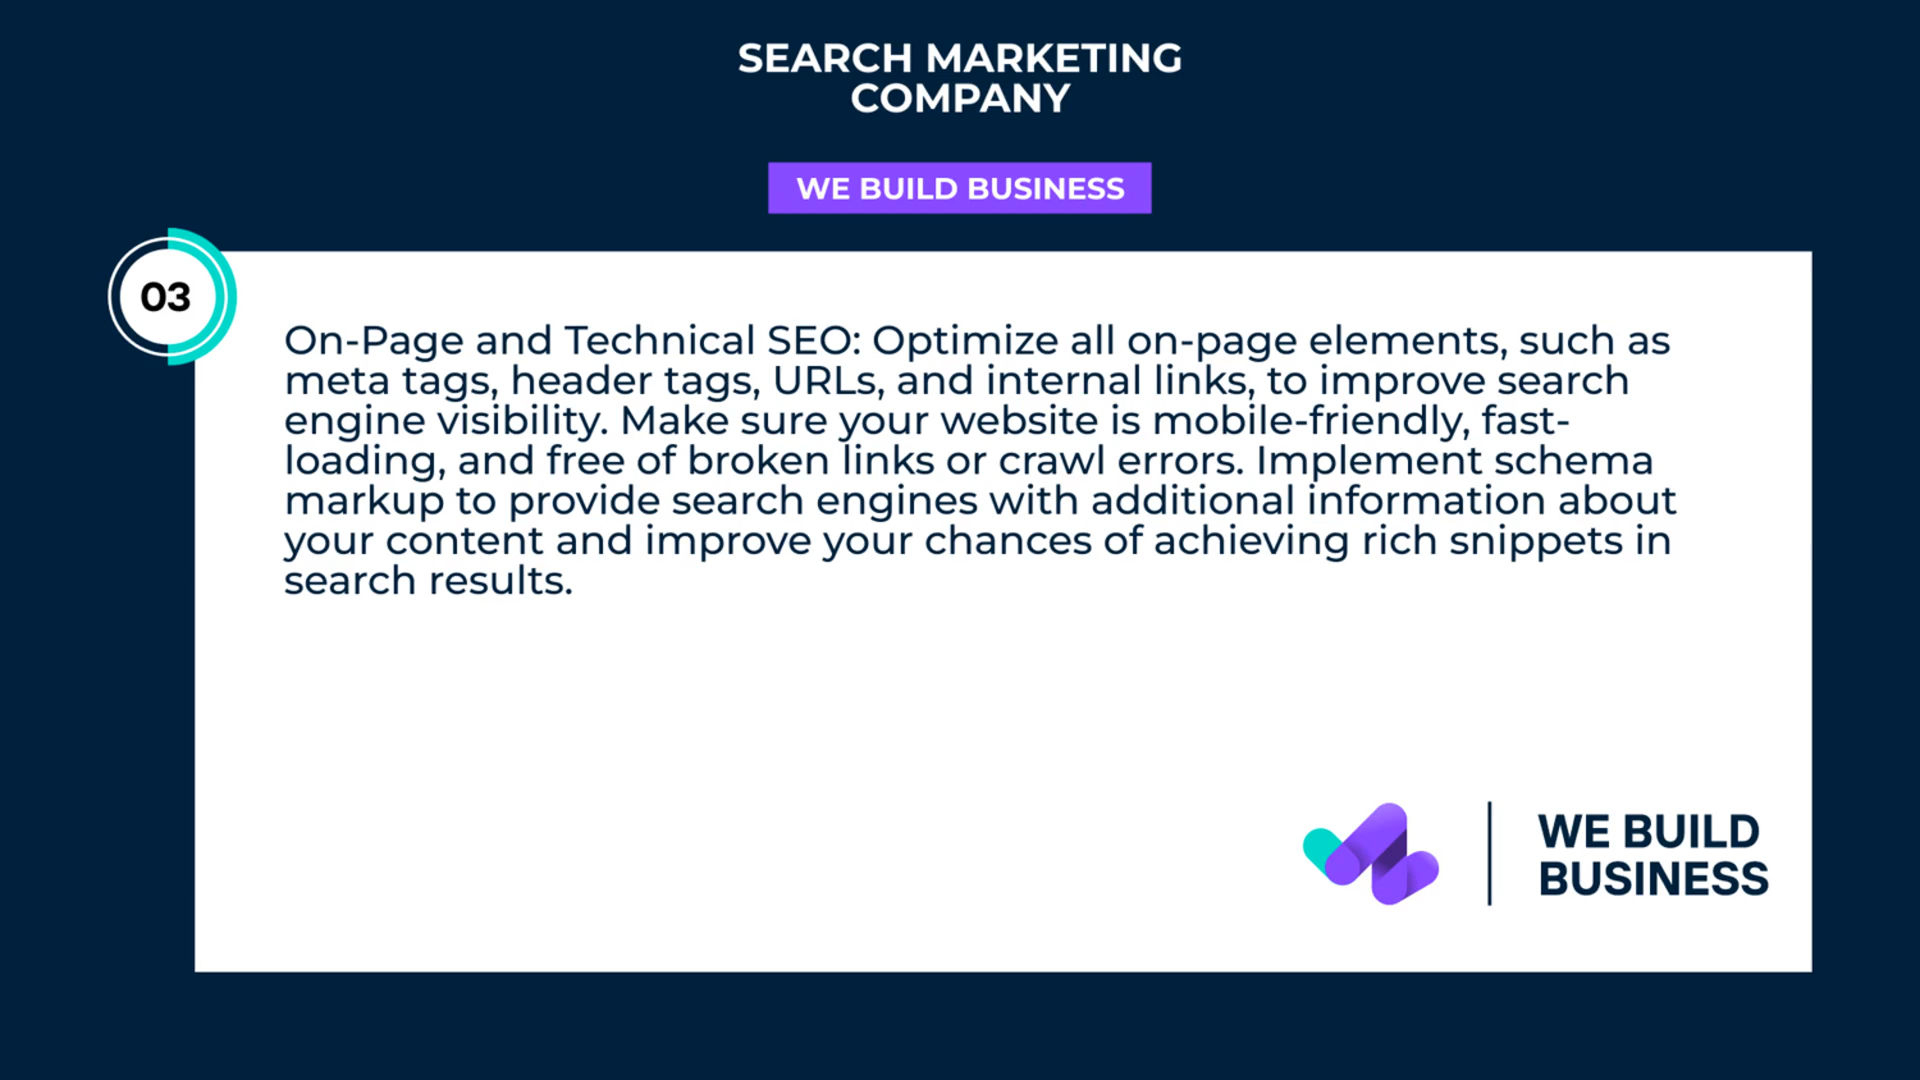 SEARCH MARKETING
COMPANY
WE BUILD BUSINESS
03
On-Page and Technical SEO: Optimize all on-page elements, such as
meta tags, header tags, URLs, and internal links, to improve search
engine visibility. Make sure your website is mobile-friendly, fast-
loading, and free of broken links or crawl errors. Implement schema
markup to provide search engines with additional information about
your content and improve your chances of achieving rich snippets in
search results.
WE BUILD
BUSINESS